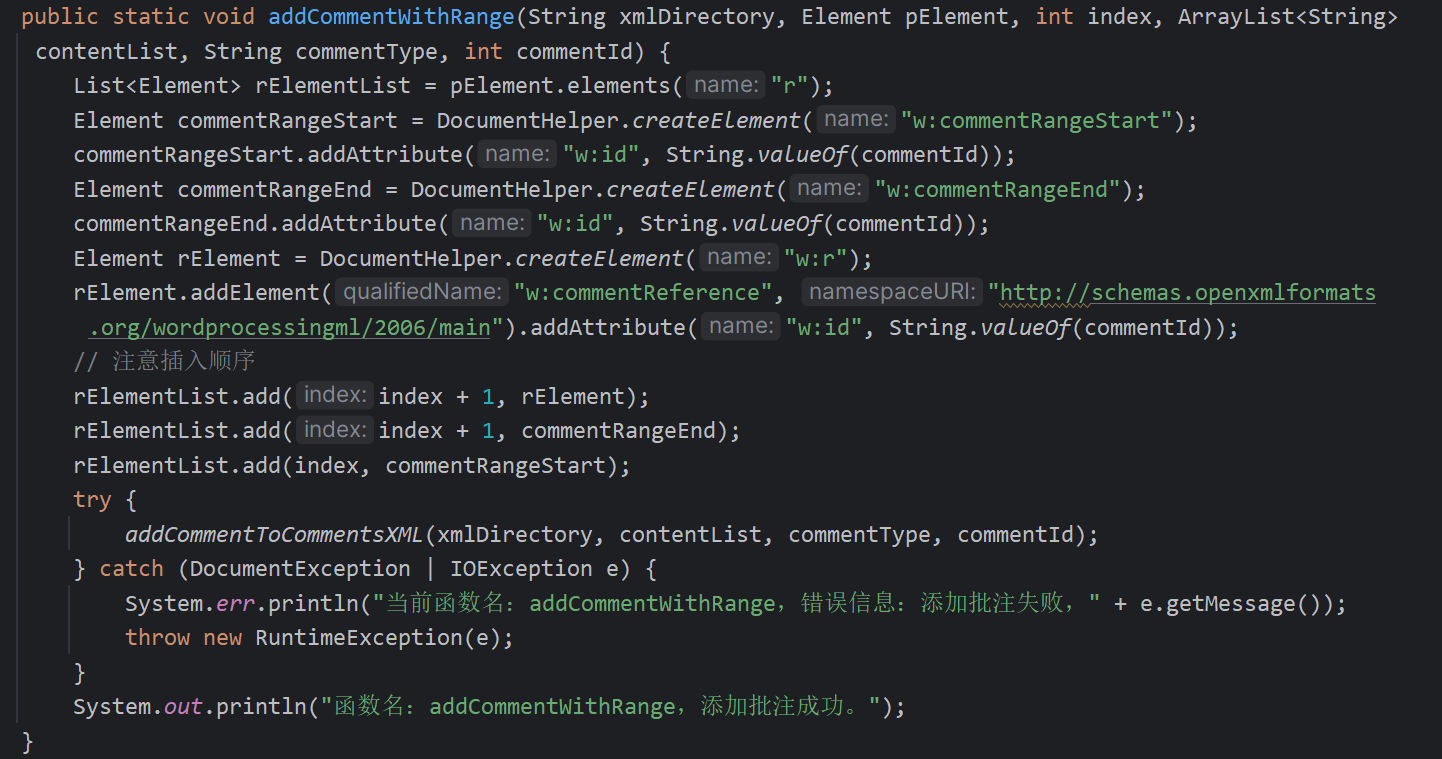 public static void addCommentWithRange(String xmlDirectory, Element pElement, int index, ArrayList<String>
contentList, String commentType, int commentId) {
List<Element> rElementList = pElement.elements( name: "r");
Element commentRangeStart = DocumentHelper.createElement( name: "w:commentRangeStart");
commentRangeStart.addAttribute( name: "w:id", String.valueOf(commentId));
Element commentRangeEnd = DocumentHelper.createElement( name: "w:commentRangeEnd");
commentRangeEnd.addAttribute( name: "w:id", String.valueOf(commentId));
Element rElement = DocumentHelper.createElement( name: "w:r");
rElement.addElement( qualifiedName: "w:commentReference", namespaceURI: "http://schemas.openxmlformats
.org/wordprocessingml/2006/main").addAttribute( name: "w:id", String.valueOf(commentId));
// 注意插入顺序
rElementList.add( index: index + 1, rElement);
rElementList.add( index: index + 1, commentRangeEnd);
rElementList.add(index, commentRangeStart);
try {
addCommentToCommentsXML(xmlDirectory, contentList, commentType, commentId);
} catch (DocumentException | IOException e) {
System.err.println("当前函数名：addCommentWithRange，错误信息：添加批注失败，" + e.getMessage());
throw new RuntimeException(e);
}
System.out.println("函数名：addCommentWithRange，添加批注成功。");
}